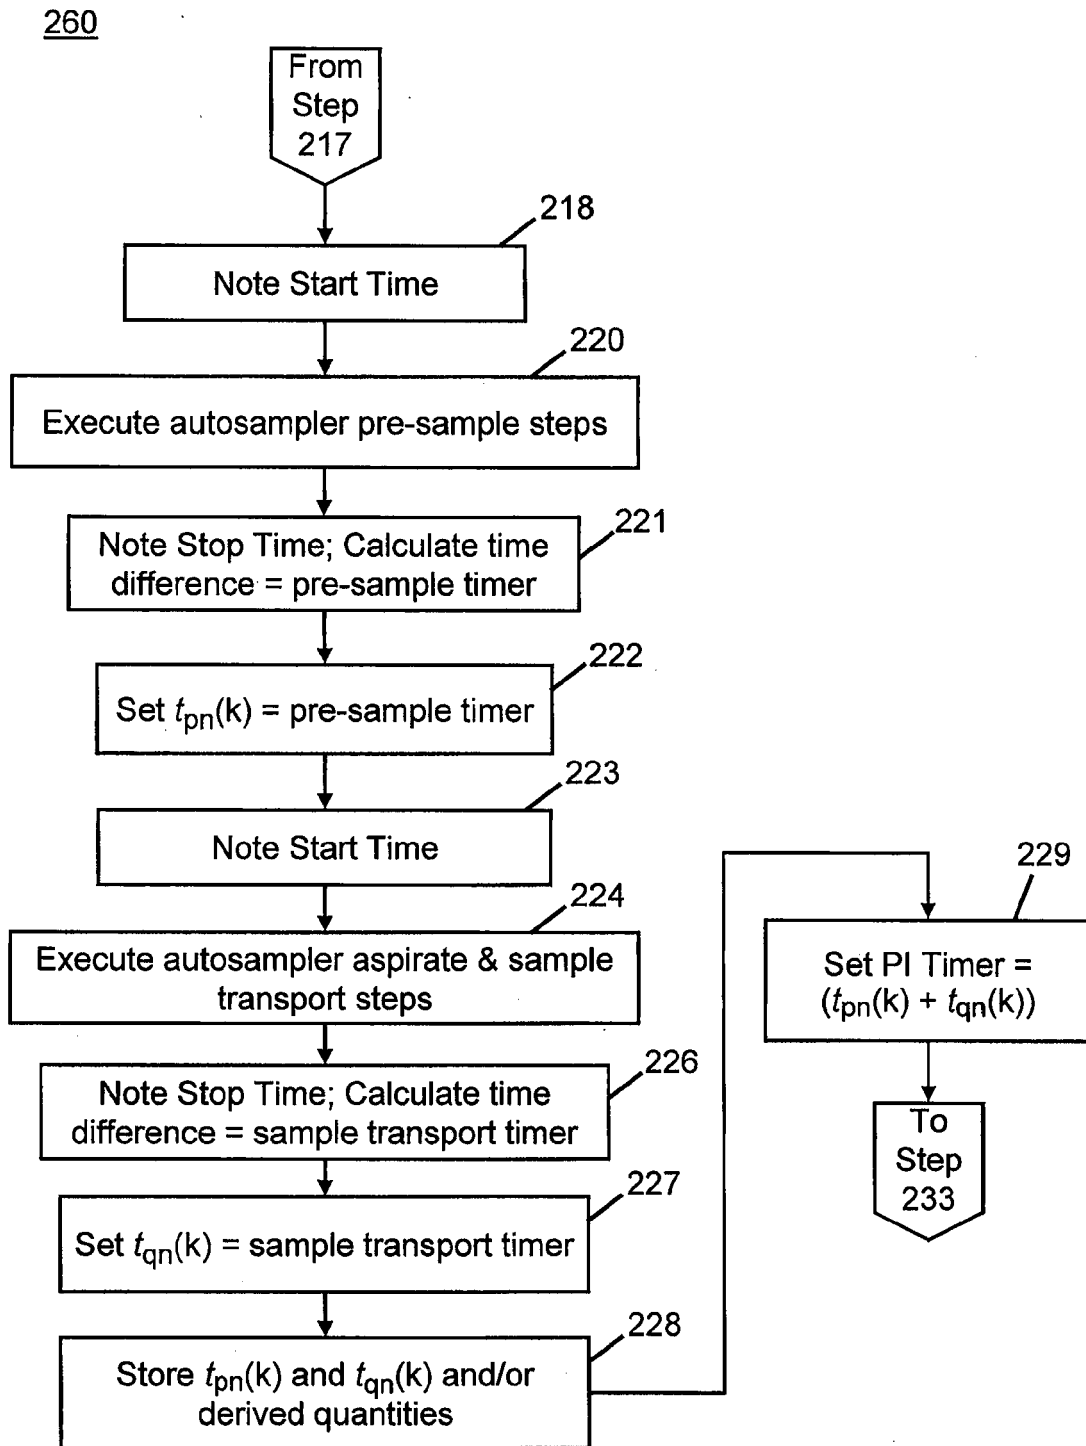 260
From
Step
217
218
Note Start Time
220
Execute autosampler pre-sample steps
221
Note Stop Time; Calculate time
difference = pre-sample timer
222
Set tpn(k) = pre-sample timer
223
Note Start Time
224
Execute autosampler aspirate & sample
transport steps
226
Note Stop Time; Calculate time
difference = sample transport timer
227
Set tqn(k) = sample transport timer
228
Store tpn(k) and tqn(k) and/or
derived quantities
229
Set PI Timer =
(tpn(k) + tqn(k))
To
Step
233